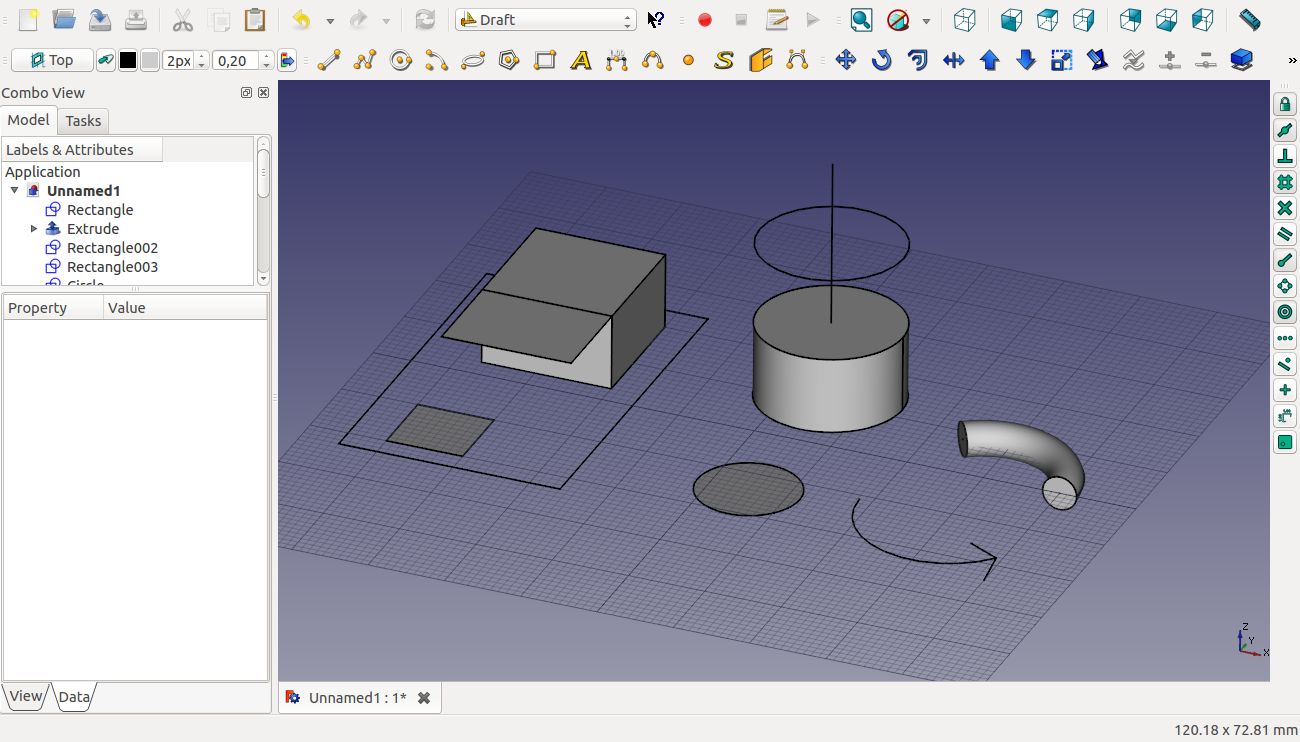 Draft
Top
2px
0,20
A
S
»
Combo View
Model
Tasks
Labels & Attributes
Application
Unnamed1
Rectangle
Extrude
Rectangle002
Rectangle003
Circle
Property
Value
View
Data
Z
Y
X
Unnamed1 : 1*
120.18 x 72.81 mm